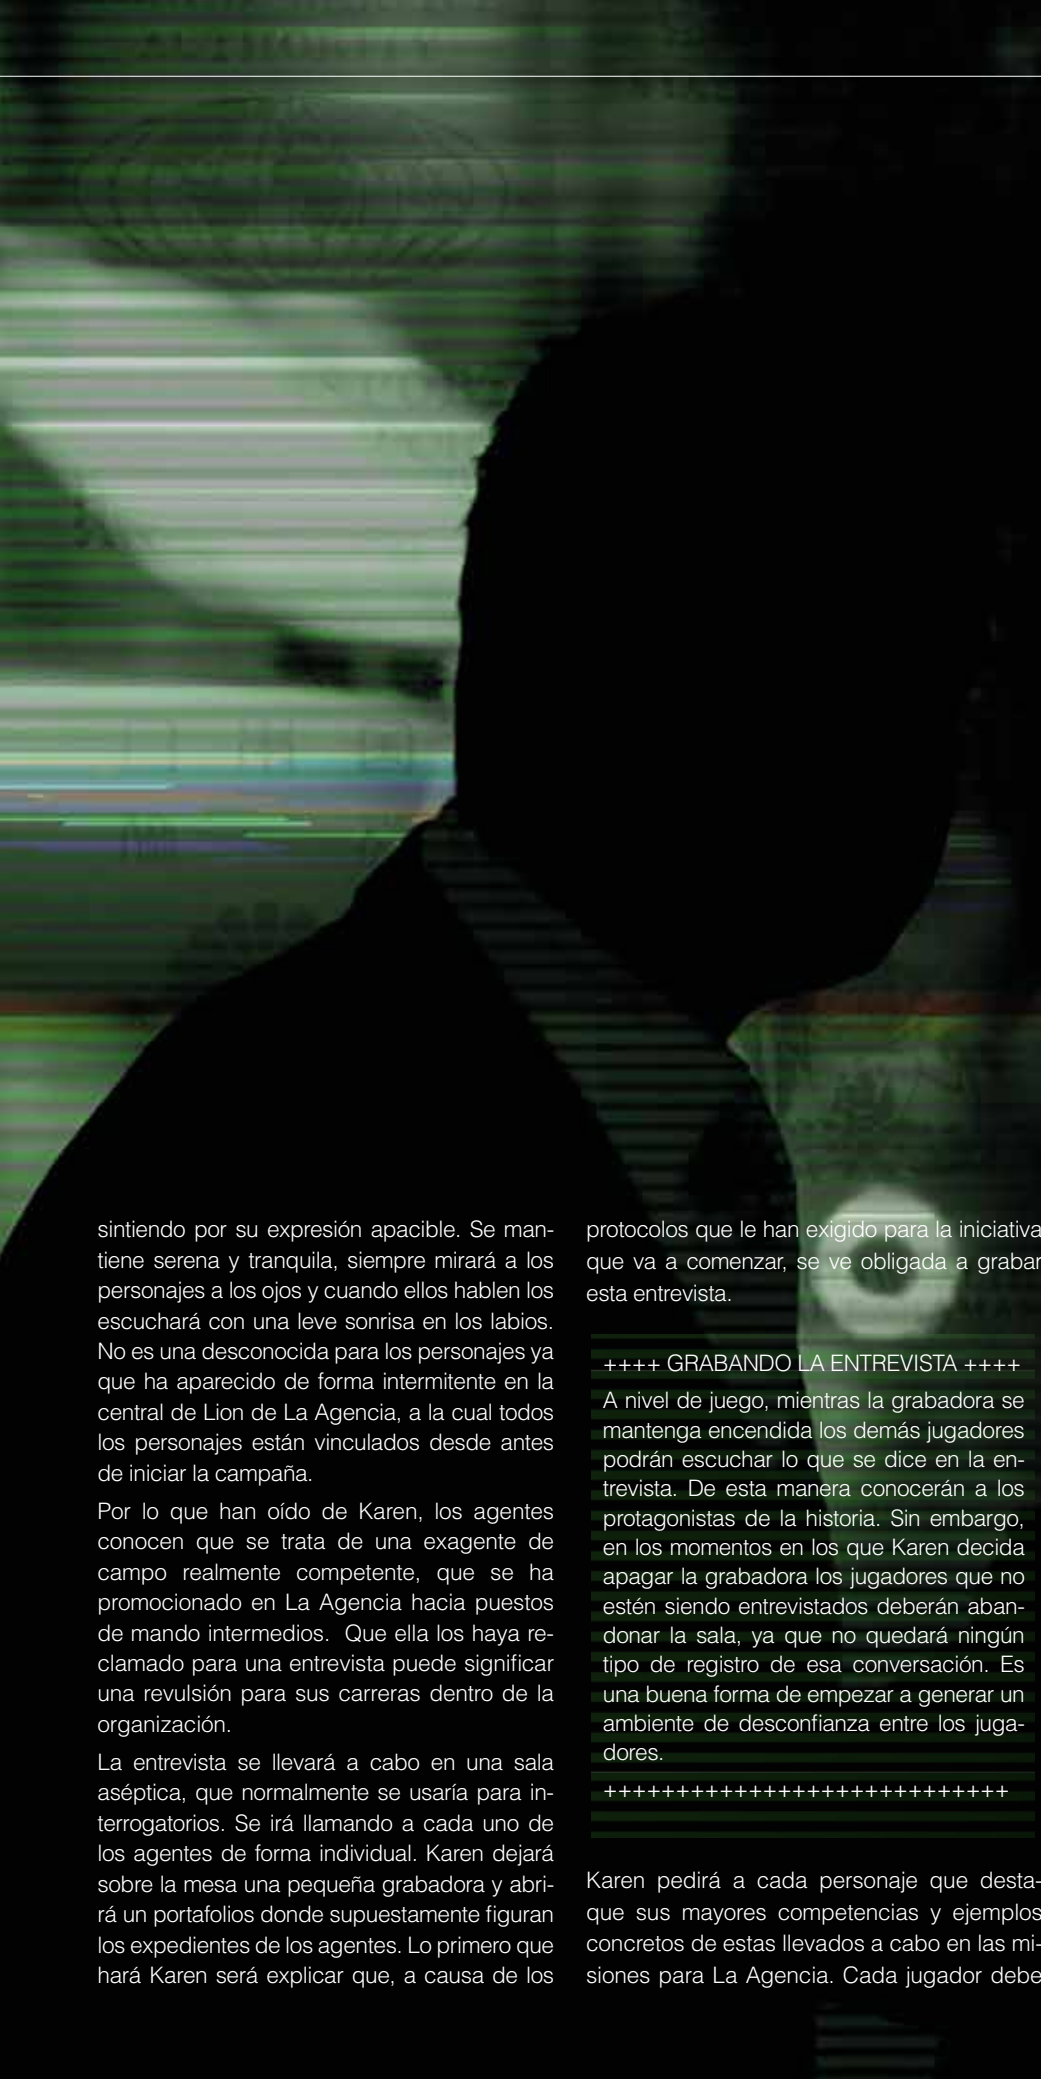 sintiendo por su expresión apacible. Se man-
tiene serena y tranquila, siempre mirará a los
personajes a los ojos y cuando ellos hablen los
escuchará con una leve sonrisa en los labios.
No es una desconocida para los personajes ya
que ha aparecido de forma intermitente en la
central de Lion de La Agencia, a la cual todos
los personajes están vinculados desde antes
de iniciar la campaña.
Por lo que han oído de Karen, los agentes
conocen que se trata de una exagente de
campo realmente competente, que se ha
promocionado en La Agencia hacia puestos
de mando intermedios. Que ella los haya re-
clamado para una entrevista puede significar
una revulsión para sus carreras dentro de la
organización.
La entrevista se llevará a cabo en una sala
aséptica, que normalmente se usaría para in-
terrogatorios. Se irá llamando a cada uno de
los agentes de forma individual. Karen dejará
sobre la mesa una pequeña grabadora y abri-
rá un portafolios donde supuestamente figuran
los expedientes de los agentes. Lo primero que
hará Karen será explicar que, a causa de los
protocolos que le han exigido para la iniciativa
que va a comenzar, se ve obligada a grabar
esta entrevista.
++++ GRABANDO LA ENTREVISTA ++++
A nivel de juego, mientras la grabadora se
mantenga encendida los demás jugadores
podrán escuchar lo que se dice en la en-
trevista. De esta manera conocerán a los
protagonistas de la historia. Sin embargo,
en los momentos en los que Karen decida
apagar la grabadora los jugadores que no
estén siendo entrevistados deberán aban-
donar la sala, ya que no quedará ningún
tipo de registro de esa conversación. Es
una buena forma de empezar a generar un
ambiente de desconfianza entre los juga-
dores.
++++++++++++++++++++++++++++
Karen pedirá a cada personaje que desta-
que sus mayores competencias y ejemplos
concretos de estas llevados a cabo en las mi-
siones para La Agencia. Cada jugador debe